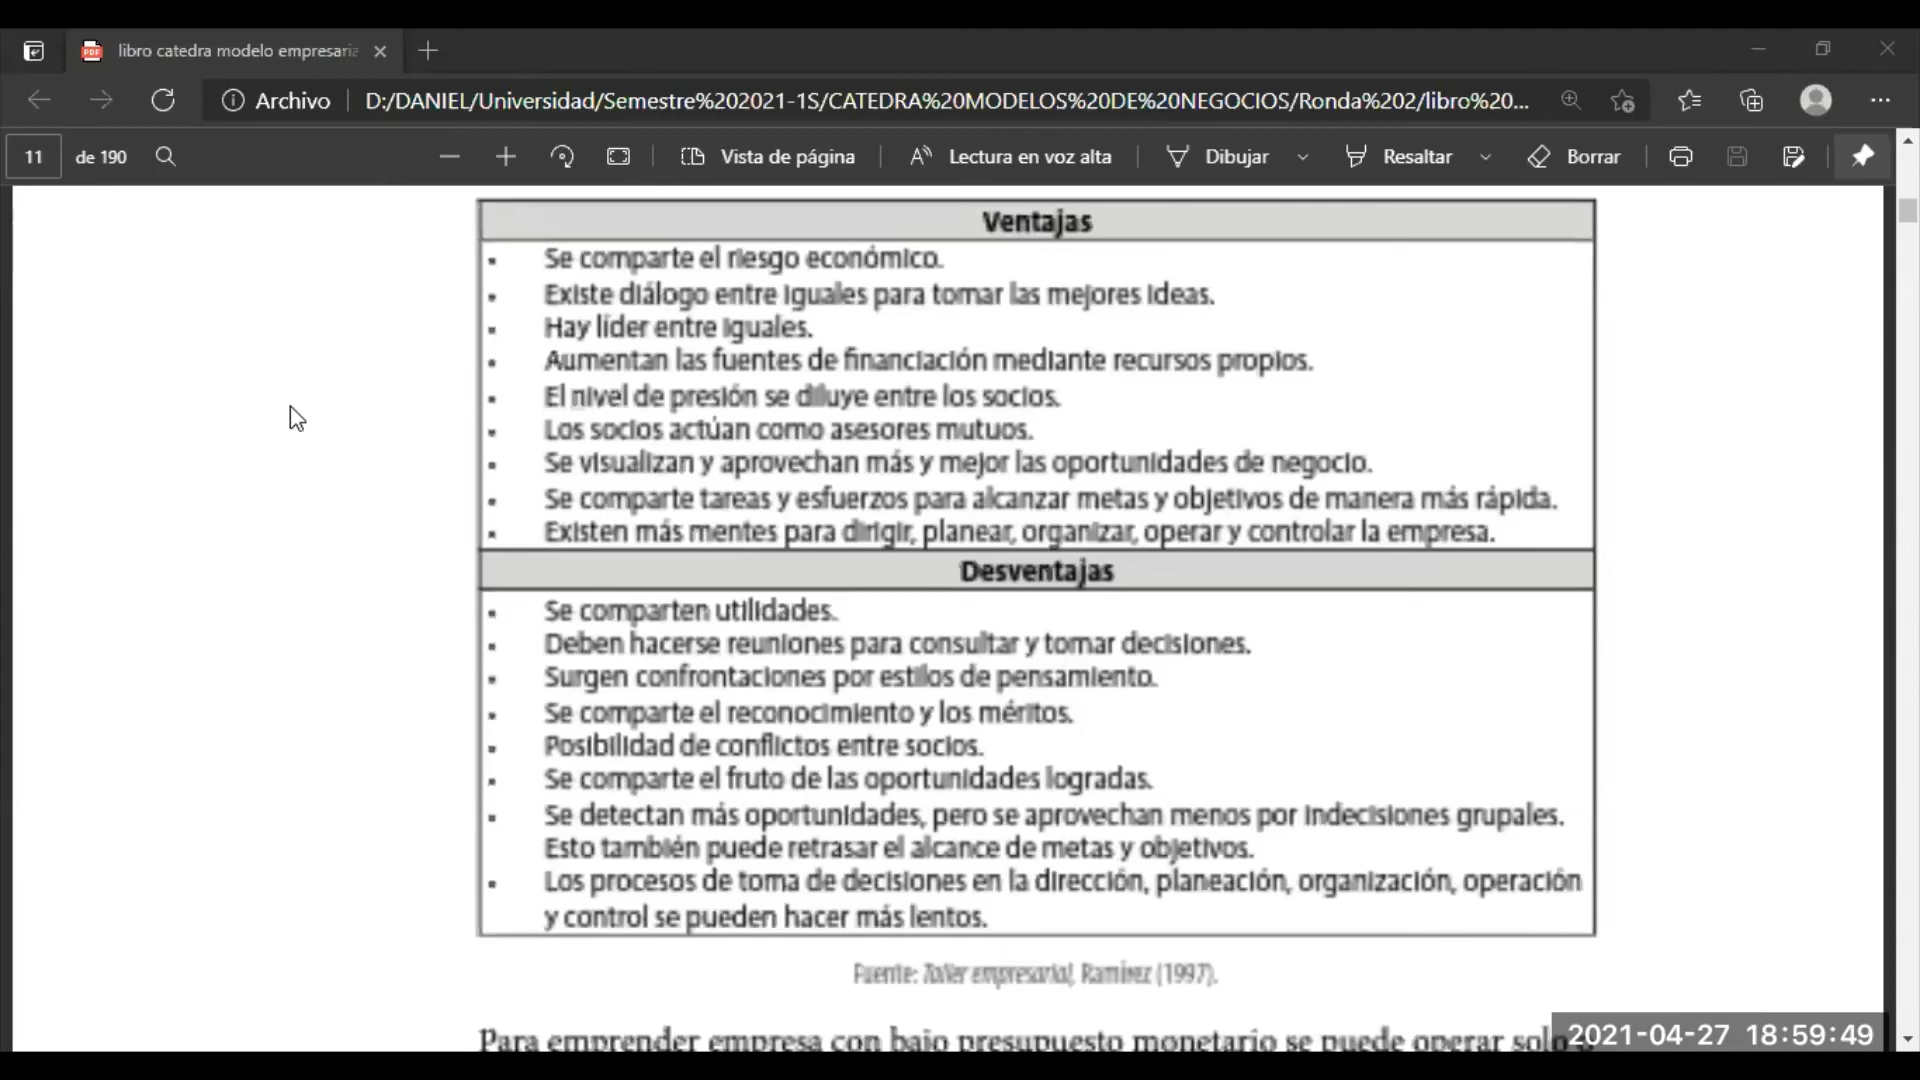 libro catedra modelo empresaria
Archivo
D:/DANIEL/Universidad/Semestre%202021-1S/CATEDRA%20MODELOS%20DE%20NEGOCIOS/Ronda%202/libro%20...
11 de 190
Vista de página
Lectura en voz alta
Dibujar
Resaltar
Borrar
Ventajas
Se comparte el riesgo económico.
Existe diálogo entre iguales para tomar las mejores ideas.
Hay líder entre iguales.
Aumentan las fuentes de financiación mediante recursos propios.
El nivel de presión se diluye entre los socios.
Los socios actúan como asesores mutuos.
Se visualizan y aprovechan más y mejor las oportunidades de negocio.
Se comparte tareas y esfuerzos para alcanzar metas y objetivos de manera más rápida.
Existen más mentes para dirigir, planear, organizar, operar y controlar la empresa.
Desventajas
Se comparten utilidades.
Deben hacerse reuniones para consultar y tomar decisiones.
Surgen confrontaciones por estilos de pensamiento.
Se comparte el reconocimiento y los méritos.
Posibilidad de conflictos entre socios.
Se comparte el fruto de las oportunidades logradas.
Se detectan más oportunidades, pero se aprovechan menos por indecisiones grupales.
Esto también puede retrasar el alcance de metas y objetivos.
Los procesos de toma de decisiones en la dirección, planeación, organización, operación
y control se pueden hacer más lentos.
Fuente: Taller empresarial, Ramírez (1997).
Para emprender empresa con bajo presupuesto monetario se puede operar solo
2021-04-27 18:59:49